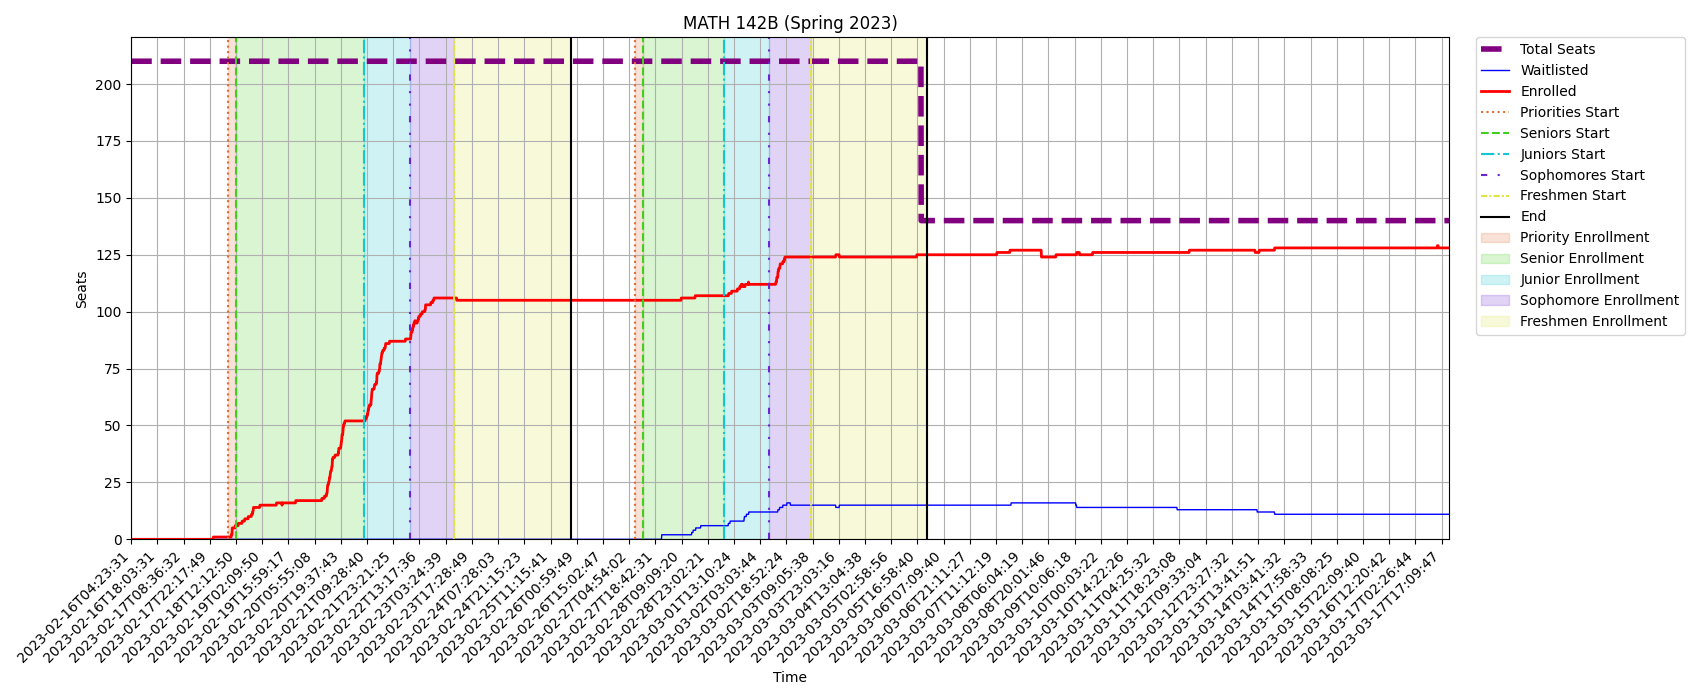 MATH 142B (Spring 2023)
Seats
200
175
150
125
100
75
50
25
0
2023-02-16T04:23:31
2023-02-16T18:03:31
2023-02-17T08:36:32
2023-02-17T22:17:49
2023-02-18T12:12:50
2023-02-19T02:09:50
2023-02-19T15:59:17
2023-02-20T05:55:08
2023-02-20T19:37:43
2023-02-21T09:28:40
2023-02-21T23:21:25
2023-02-22T13:17:36
2023-02-23T03:24:39
2023-02-23T17:28:49
2023-02-24T07:28:03
2023-02-24T21:15:23
2023-02-25T11:15:41
2023-02-26T00:59:49
2023-02-26T15:02:47
2023-02-27T04:54:02
2023-02-27T18:42:31
2023-02-28T09:09:20
2023-02-28T23:02:21
2023-03-01T13:10:24
2023-03-02T03:03:44
2023-03-02T18:52:24
2023-03-03T09:05:38
2023-03-03T23:03:16
2023-03-04T13:04:38
2023-03-05T02:58:56
2023-03-05T16:58:40
2023-03-06T07:09:40
2023-03-06T21:11:27
2023-03-07T11:12:19
2023-03-08T06:04:19
2023-03-08T20:01:46
2023-03-09T10:06:18
2023-03-10T00:03:22
2023-03-10T14:22:26
2023-03-11T04:25:32
2023-03-11T18:23:08
2023-03-12T09:33:04
2023-03-12T23:27:32
2023-03-13T13:41:51
2023-03-14T03:41:32
2023-03-14T17:58:33
2023-03-15T08:08:25
2023-03-15T22:09:40
2023-03-16T12:20:42
2023-03-17T02:26:44
2023-03-17T17:09:47
Time
Total Seats
Waitlisted
Enrolled
Priorities Start
Seniors Start
Juniors Start
Sophomores Start
Freshmen Start
End
Priority Enrollment
Senior Enrollment
Junior Enrollment
Sophomore Enrollment
Freshmen Enrollment